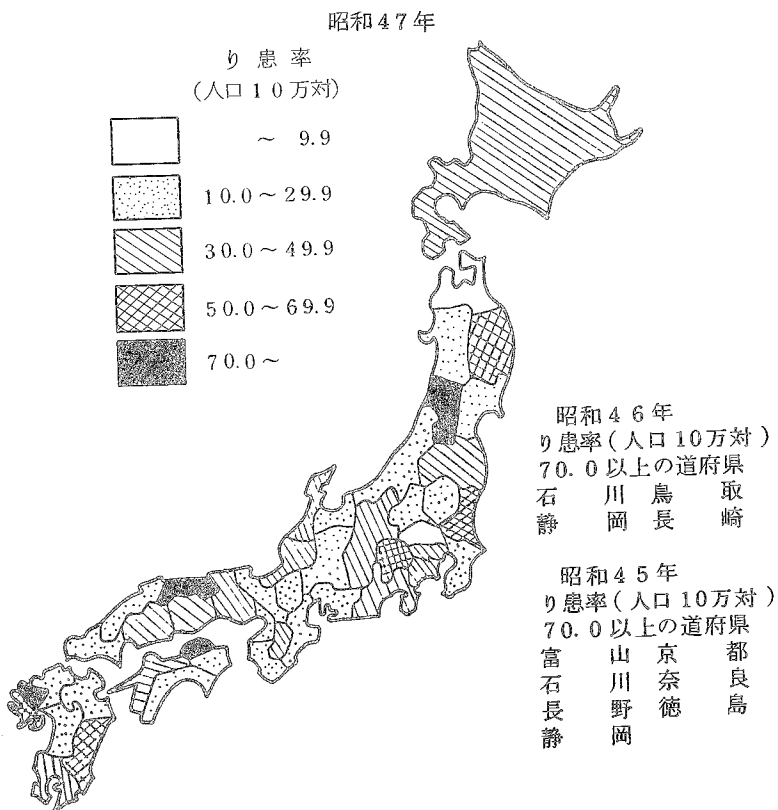 昭和47年
り患率
(人口10万対)
～ 9.9
10.0～29.9
30.0～49.9
50.0～69.9
70.0～
昭和46年
り患率(人口10万対)
70.0以上の道府県
石川 鳥取
静岡 長崎
昭和45年
り患率(人口10万対)
70.0以上の道府県
富山 京都
石川 奈良
長野 徳島
静岡